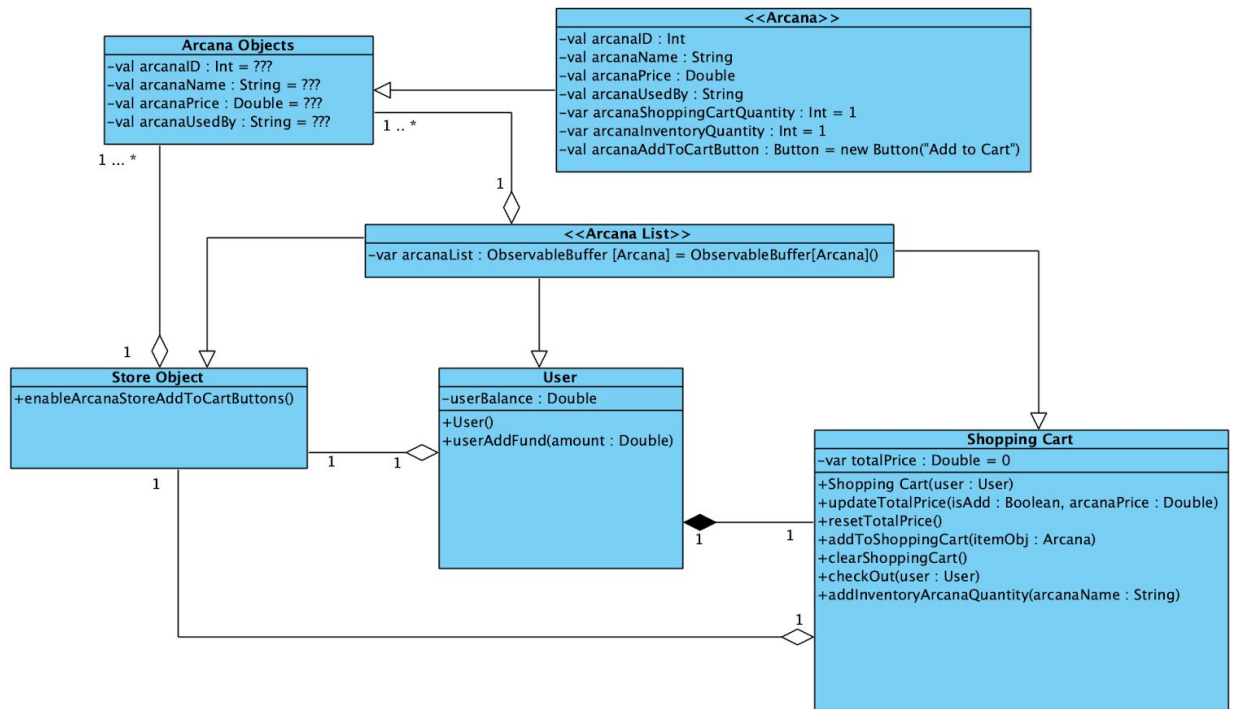 <<Arcana>>
-val arcanaID : Int
-val arcanaName : String
-val arcanaPrice : Double
-val arcanaUsedBy : String
-var arcanaShoppingCartQuantity : Int = 1
-var arcanaInventoryQuantity : Int = 1
-val arcanaAddToCartButton : Button = new Button("Add to Cart")
Arcana Objects
-val arcanaID : Int = ???
-val arcanaName : String = ???
-val arcanaPrice : Double = ???
-val arcanaUsedBy : String = ???
1 .. *
1 ... *
1
<<Arcana List>>
-var arcanaList : ObservableBuffer [Arcana] = ObservableBuffer[Arcana]()
1
Store Object
+enableArcanaStoreAddToCartButtons()
User
-userBalance : Double
+User()
+userAddFund(amount : Double)
1
1
1
Shopping Cart
-var totalPrice : Double = 0
+Shopping Cart(user : User)
+updateTotalPrice(isAdd : Boolean, arcanaPrice : Double)
+resetTotalPrice()
+addToShoppingCart(itemObj : Arcana)
+clearShoppingCart()
+checkOut(user : User)
+addInventoryArcanaQuantity(arcanaName : String)
1
1
1